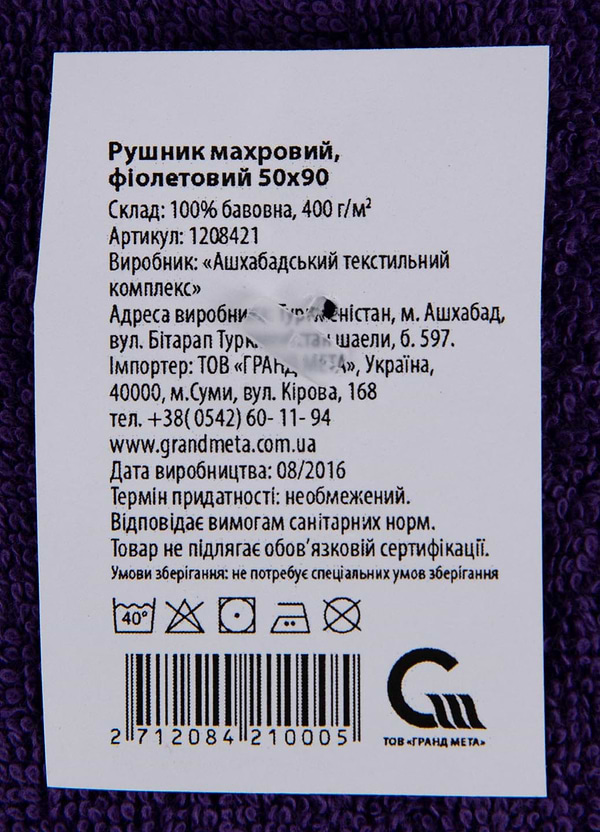 Рушник махровий,
фіолетовий 50х90
Склад: 100% бавовна, 400 г/м²
Артикул: 1208421
Виробник: «Ашхабадський текстильний
комплекс»
Адреса м. Ашхабад,
вул. Бітарап шаели, б. 597.
Імпортер: ТОВ «ГРАНД МЕТА», Україна,
40000, м.Суми, вул. Кірова, 168
тел. +38(0542) 60- 11- 94
www.grandmeta.com.ua
Дата виробництва: 08/2016
Термін придатності: необмежений.
Відповідає вимогам санітарних норм.
Товар не підлягає обов’язковій сертифікації.
Умови зберігання: не потребує спеціальних умов зберігання
40°
2 712084 210005
ТОВ «ГРАНД МЕТА»